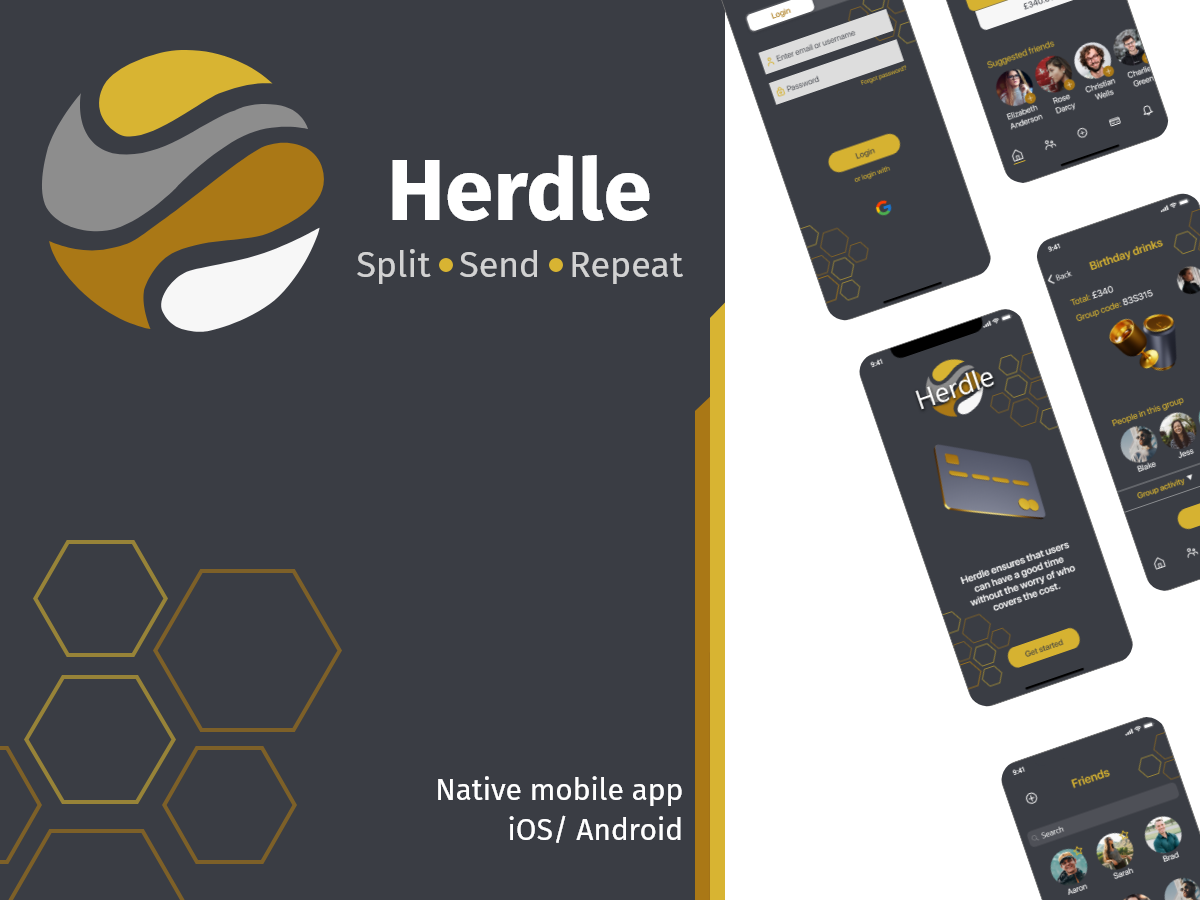 Herdle
Split • Send • Repeat
Native mobile app
iOS/ Android
Login
Enter email or username
Password
Forgot password?
Login
or login with
Suggested friends
Elizabeth
Anderson
Rose
Darcy
Christian
Wells
Charlie
Green
9:41
Back
Birthday drinks
Total: £340
Group code: 83S315
People in this group
Blake
Jess
Group activity ▼
9:41
Herdle
Herdle ensures that users
can have a good time
without the worry of who
covers the cost.
Get started
9:41
Friends
Search
Aaron
Sarah
Brad